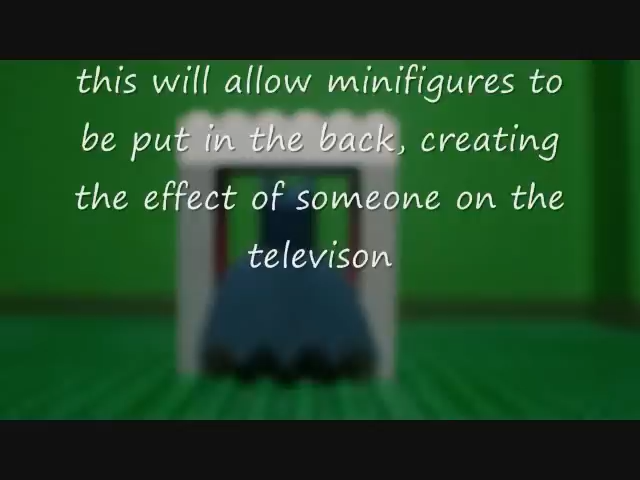 this will allow minifigures to
be put in the back, creating
the effect of someone on the
televison